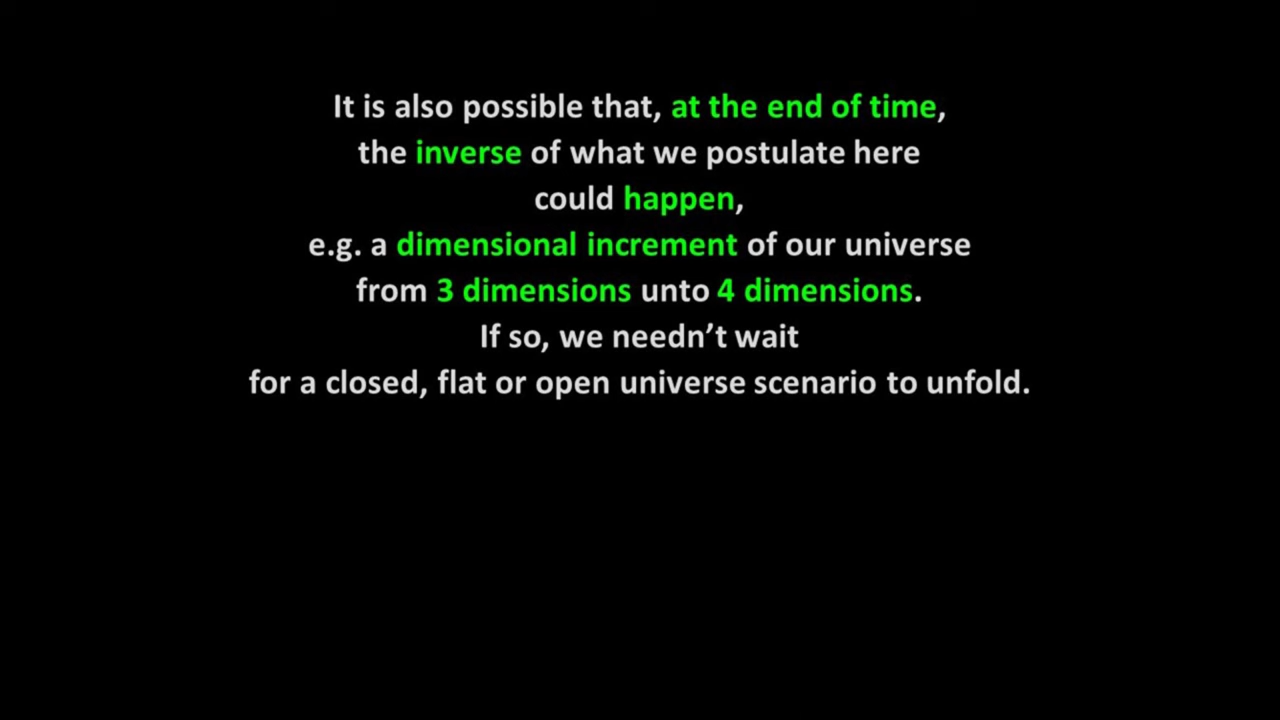 It is also possible that, at the end of time,
the inverse of what we postulate here
could happen,
e.g. a dimensional increment of our universe
from 3 dimensions unto 4 dimensions.
If so, we needn’t wait
for a closed, flat or open universe scenario to unfold.